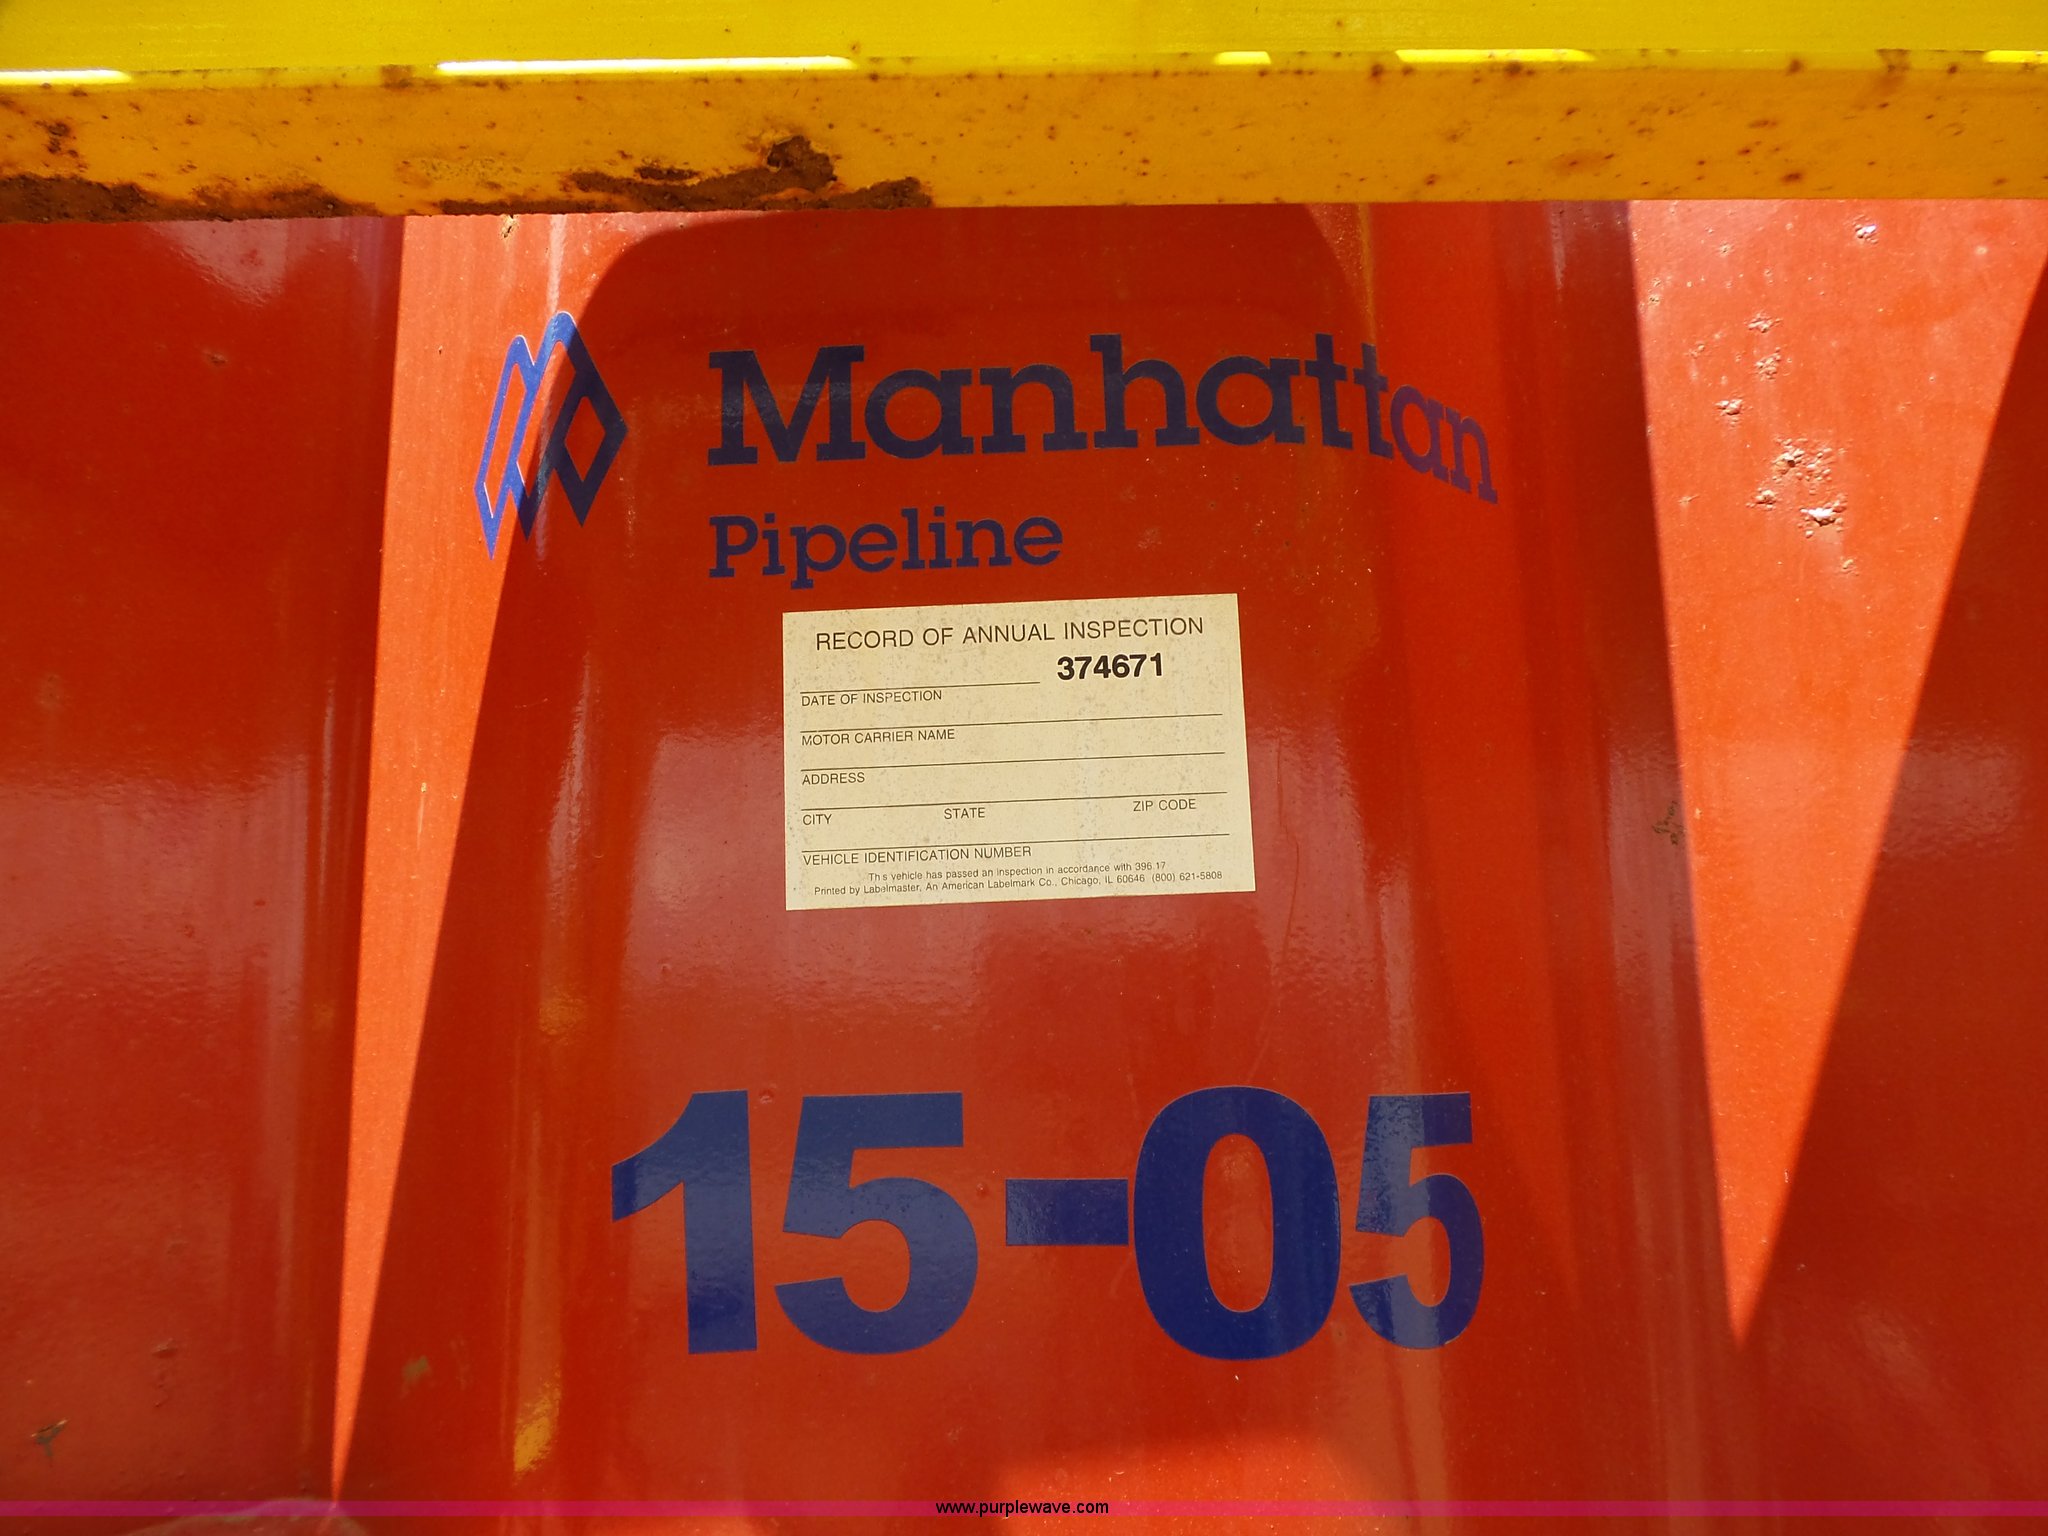 Manhattan
Pipeline
RECORD OF ANNUAL INSPECTION
374671
DATE OF INSPECTION
MOTOR CARRIER NAME
ADDRESS
CITY STATE ZIP CODE
VEHICLE IDENTIFICATION NUMBER
This vehicle has passed an inspection in accordance with 396.17
Printed by Labelmaster, An American Labelmark Co., Chicago, IL 60646 (800) 621-5808
15-05
www.purplewave.com